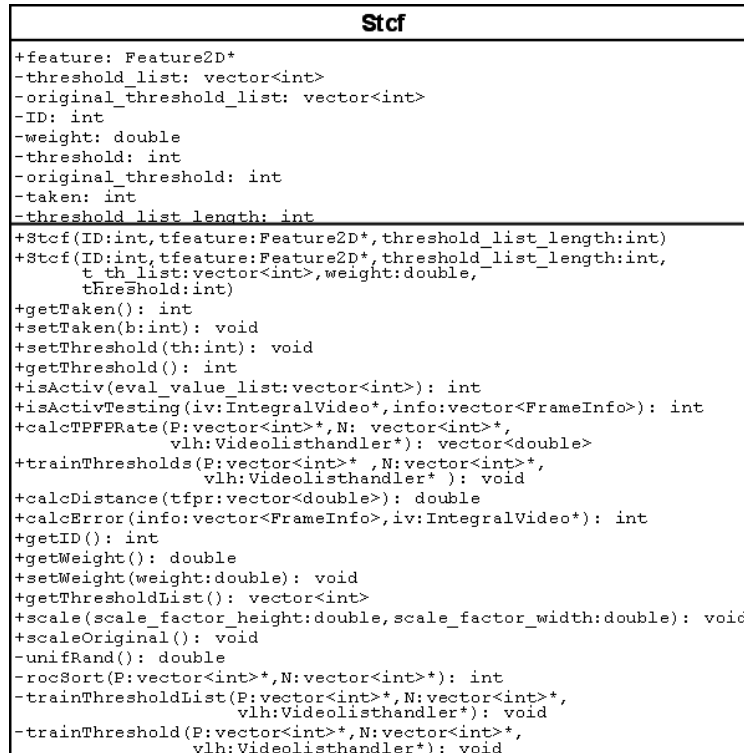 Stcf
+feature: Feature2D*
-threshold_list: vector<int>
-original_threshold_list: vector<int>
-ID: int
-weight: double
-threshold: int
-original_threshold: int
-taken: int
-threshold_list_length: int
+Stcf(ID:int,tfeature:Feature2D*,threshold_list_length:int)
+Stcf(ID:int,tfeature:Feature2D*,threshold_list_length:int,
t_th_list:vector<int>,weight:double,
threshold:int)
+getTaken(): int
+setTaken(b:int): void
+setThreshold(th:int): void
+getThreshold(): int
+isActiv(eval_value_list:vector<int>): int
+isActivTesting(iv:IntegralVideo*,info:vector<FrameInfo>): int
+calcTPFPRate(P:vector<int>*,N: vector<int>*,
vlh:Videolisthandler*): vector<double>
+trainThresholds(P:vector<int>* ,N:vector<int>*,
vlh:Videolisthandler* ): void
+calcDistance(tfpr:vector<double>): double
+calcError(info:vector<FrameInfo>,iv:IntegralVideo*): int
+getID(): int
+getWeight(): double
+setWeight(weight:double): void
+getThresholdList(): vector<int>
+scale(scale_factor_height:double,scale_factor_width:double): void
+scaleOriginal(): void
-unifRand(): double
-rocSort(P:vector<int>*,N:vector<int>*): int
-trainThresholdList(P:vector<int>*,N:vector<int>*,
vlh:Videolisthandler*): void
-trainThreshold(P:vector<int>*,N:vector<int>*,
vlh:Videolisthandler*): void